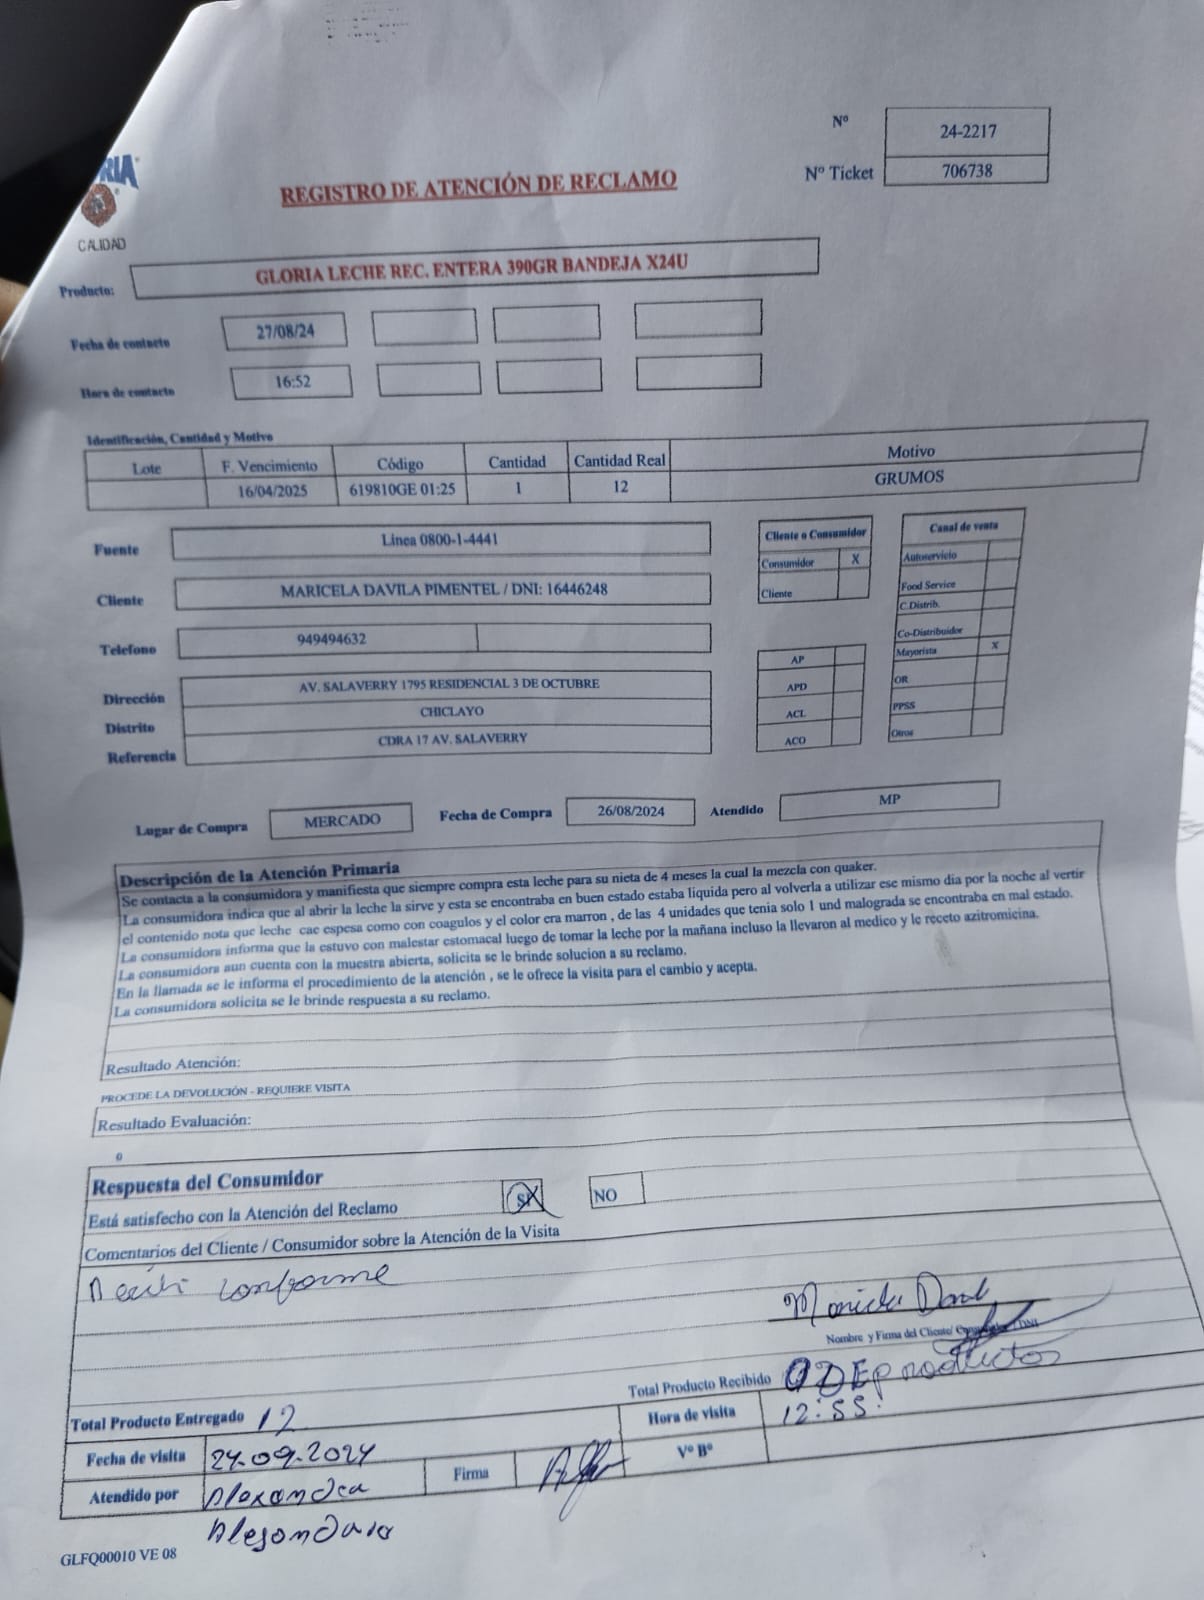 Nº 24-2217
RIA
CALIDAD
REGISTRO DE ATENCIÓN DE RECLAMO
Nº Ticket 706738
Producto: GLORIA LECHE REC. ENTERA 390GR BANDEJA X24U
Fecha de contacto 27/08/24
Hora de contacto 16:52
Identificación, Cantidad y Motivo
Lote F. Vencimiento Código Cantidad Cantidad Real Motivo
16/04/2025 619810GE 01:25 1 12 GRUMOS
Fuente Línea 0800-1-4441
Cliente MARICELA DAVILA PIMENTEL / DNI: 16446248
Telefono 949494632
Dirección AV. SALAVERRY 1795 RESIDENCIAL 3 DE OCTUBRE
Distrito CHICLAYO
Referencia CDRA 17 AV. SALAVERRY
Cliente o Consumidor
Consumidor X
Cliente
AP
APD
ACL
ACO
Canal de venta
Autoservicio
Food Service
C.Distrib.
Co-Distribuidor
Mayorista X
OR
PPSS
Otros
Lugar de Compra MERCADO Fecha de Compra 26/08/2024 Atendido MP
Descripción de la Atención Primaria
Se contacta a la consumidora y manifiesta que siempre compra esta leche para su nieta de 4 meses la cual la mezcla con quaker.
La consumidora indica que al abrir la leche la sirve y esta se encontraba en buen estado estaba liquida pero al volverla a utilizar ese mismo dia por la noche al vertir
el contenido nota que leche cae espesa como con coagulos y el color era marron , de las 4 unidades que tenia solo 1 und malograda se encontraba en mal estado.
La consumidora informa que la estuvo con malestar estomacal luego de tomar la leche por la mañana incluso la llevaron al medico y le receto azitromicina.
La consumidora aun cuenta con la muestra abierta, solicita se le brinde solucion a su reclamo.
En la llamada se le informa el procedimiento de la atención , se le ofrece la visita para el cambio y acepta.
La consumidora solicita se le brinde respuesta a su reclamo.
Resultado Atención:
PROCEDE LA DEVOLUCIÓN - REQUIERE VISITA
Resultado Evaluación:
0
Respuesta del Consumidor
Está satisfecho con la Atención del Reclamo SI NO
Comentarios del Cliente / Consumidor sobre la Atención de la Visita
Recibi conforme
Maricela Davil
Nombre y Firma del Cliente/ Consumidor / DNI
Total Producto Recibido productos
Total Producto Entregado 12
Hora de visita 12:55
Fecha de visita 24.09.2024
Vº Bº
Atendido por Alexandra
Firma
GLFQ00010 VE 08